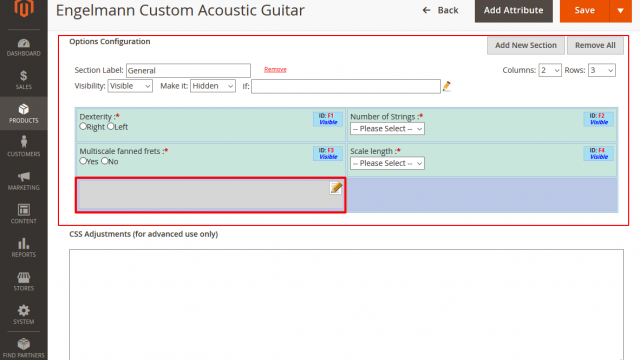 Engelmann Custom Acoustic Guitar
← Back
Add Attribute
Save
DASHBOARD
$
SALES
PRODUCTS
CUSTOMERS
MARKETING
CONTENT
REPORTS
STORES
SYSTEM
FIND PARTNERS
Options Configuration
Add New Section
Remove All
Section Label: General
Remove
Columns: 2 Rows: 3
Visibility: Visible Make it: Hidden if:
Dexterity :*
ID: F1
Visible
Right Left
Number of Strings :*
ID: F2
Visible
-- Please Select --
Multiscale fanned frets :*
ID: F3
Visible
Yes No
Scale length :*
ID: F4
Visible
-- Please Select --
CSS Adjustments (for advanced use only)